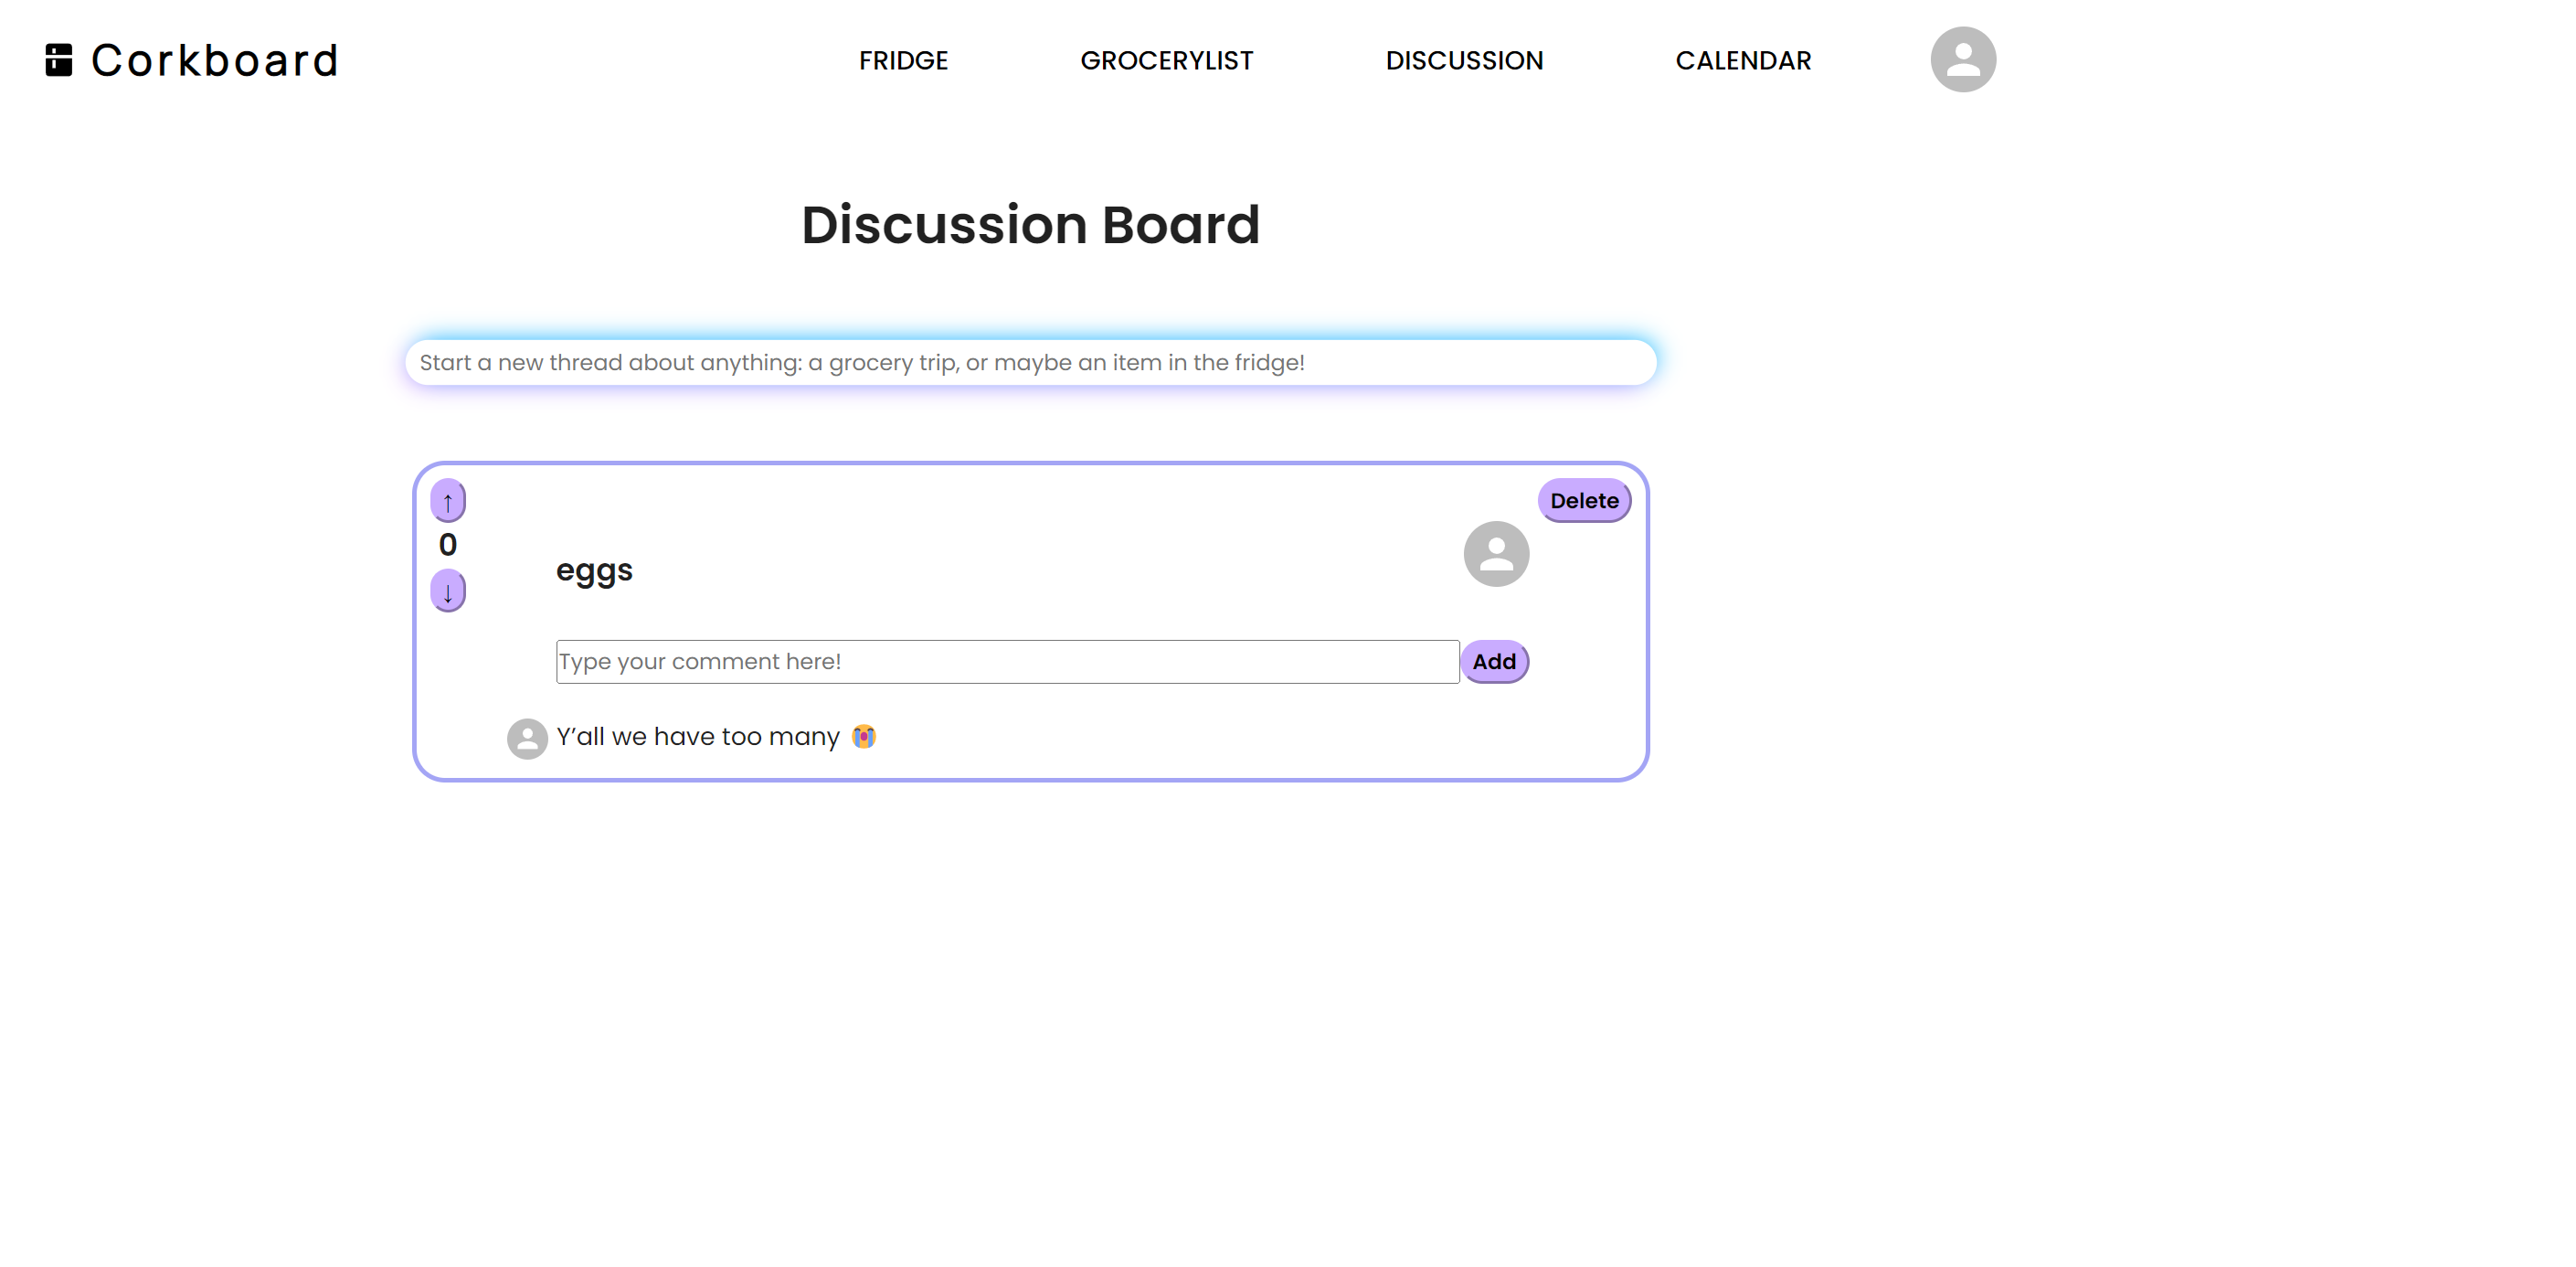 Corkboard
FRIDGE GROCERYLIST DISCUSSION CALENDAR
Discussion Board
Start a new thread about anything: a grocery trip, or maybe an item in the fridge!
↑ Delete
0
eggs
↓
Type your comment here! Add
Y’all we have too many 😭